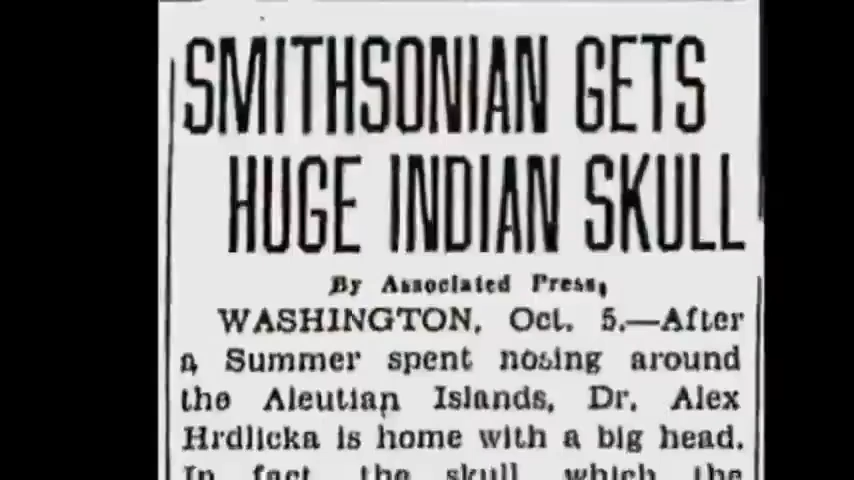 SMITHSONIAN GETS
HUGE INDIAN SKULL
By Associated Press,
WASHINGTON, Oct. 5.—After
a Summer spent nosing around
the Aleutian Islands, Dr. Alex
Hrdlicka is home with a big head.
In fact the skull which the